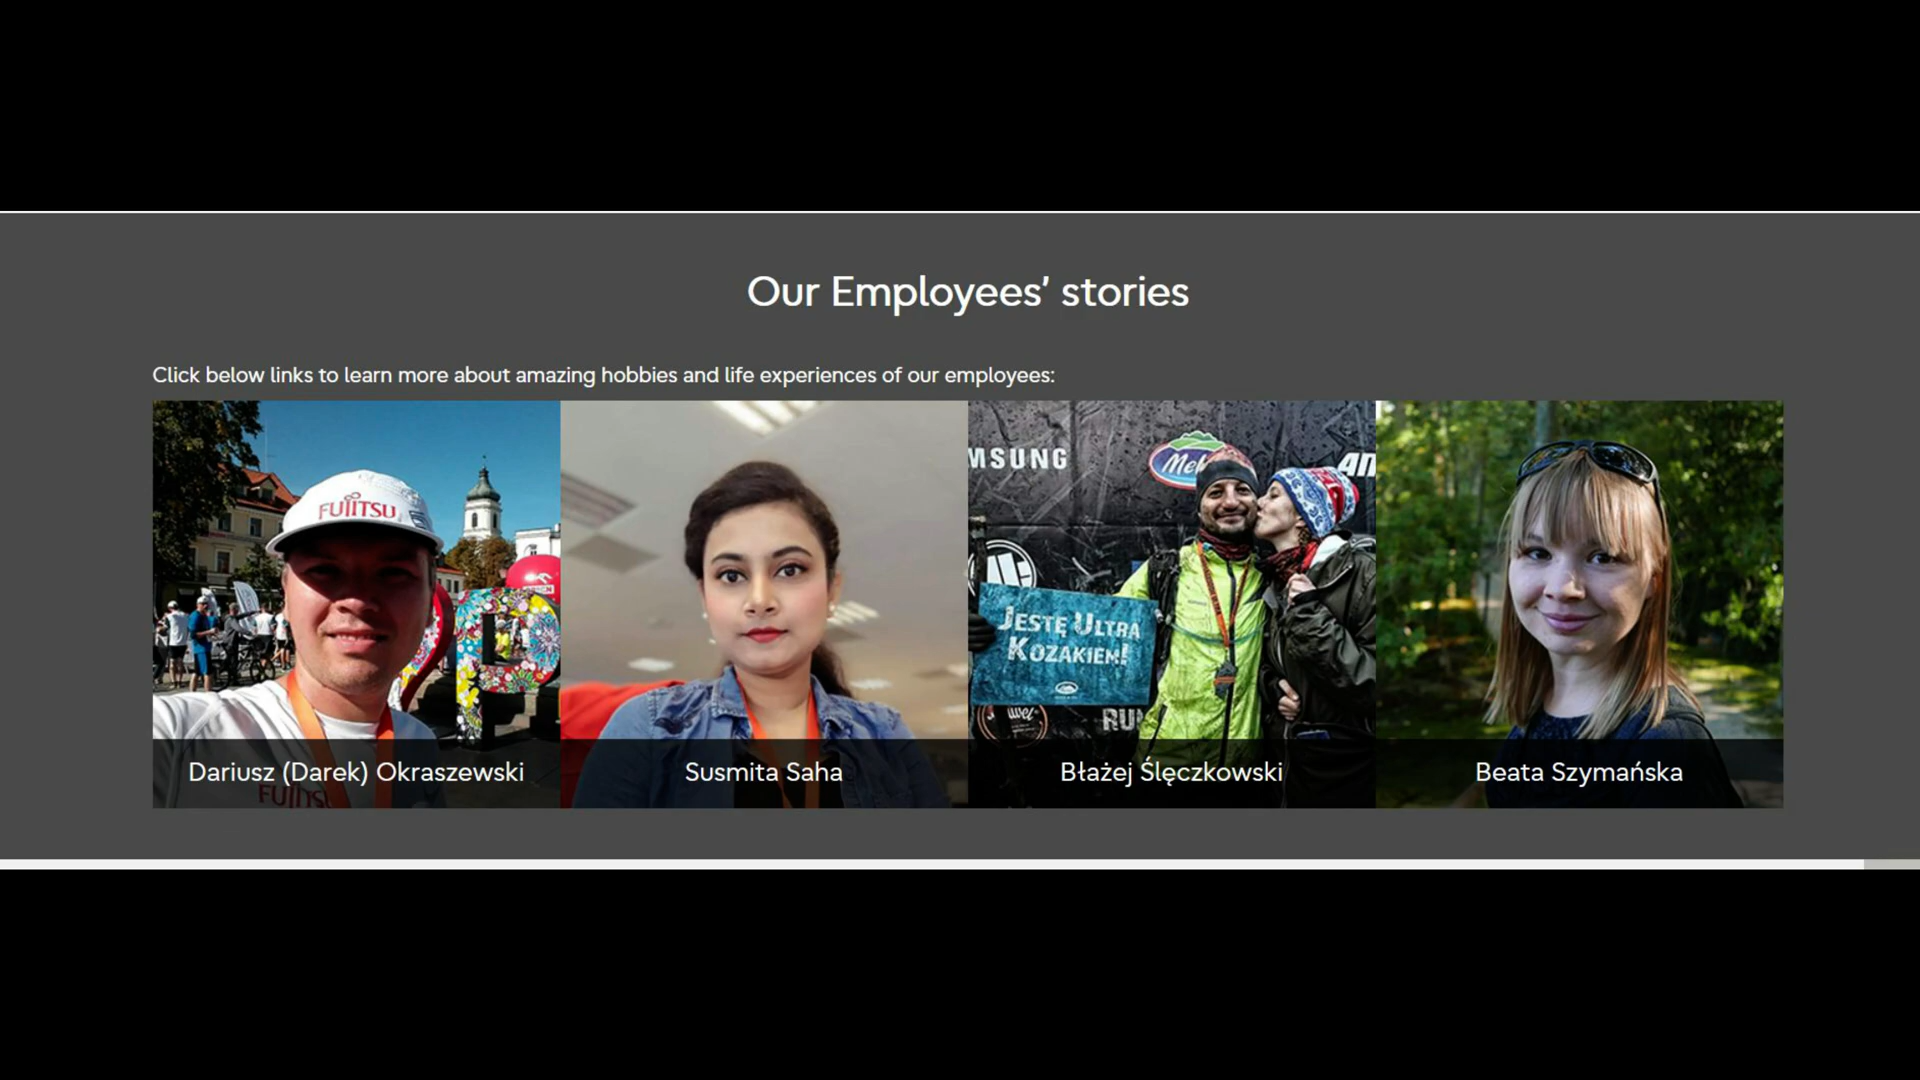 Our Employees’ stories
Click below links to learn more about amazing hobbies and life experiences of our employees:
FUJITSU
MSUNG
JESTĘ ULTRA
KOZAKIEM!
RU
Dariusz (Darek) Okraszewski
Susmita Saha
Błażej Ślęczkowski
Beata Szymańska